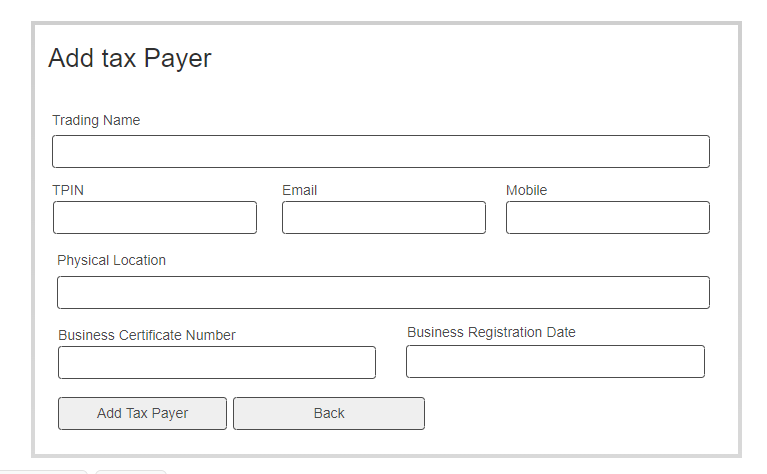 Add tax Payer
Trading Name
TPIN Email Mobile
Physical Location
Business Certificate Number Business Registration Date
Add Tax Payer Back